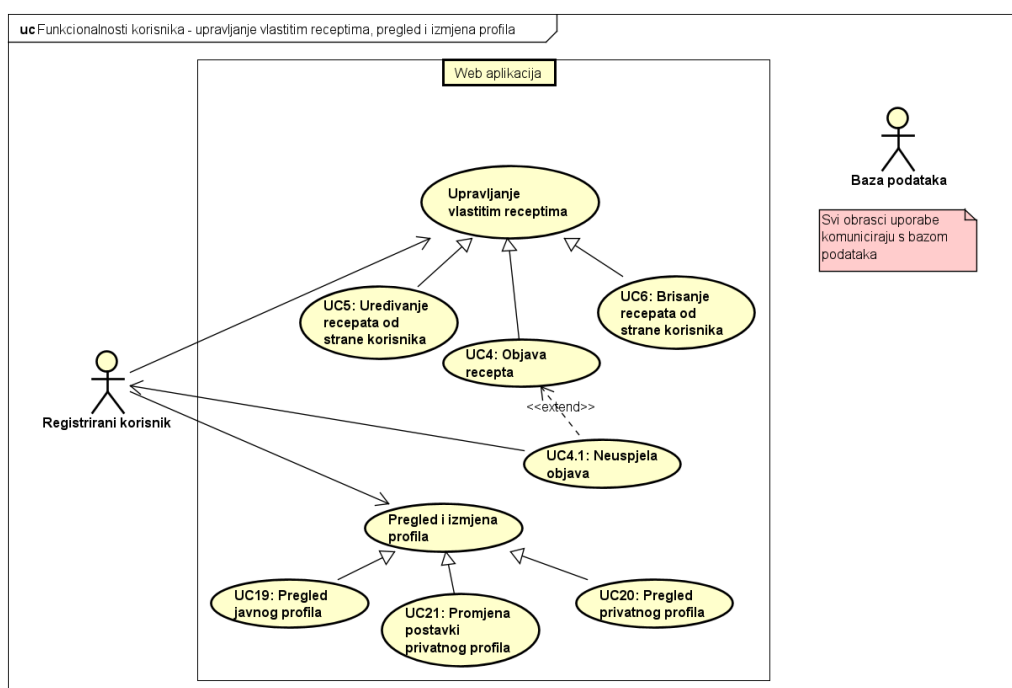 uc Funkcionalnosti korisnika - upravljanje vlastitim receptima, pregled i izmjena profila
Web aplikacija
Baza podataka
Svi obrasci uporabe
komuniciraju s bazom
podataka
Upravljanje
vlastitim receptima
UC5: Uređivanje
recepata od
strane korisnika
UC6: Brisanje
recepata od
strane korisnika
UC4: Objava
recepta
<<extend>>
Registrirani korisnik
UC4.1: Neuspjela
objava
Pregled i izmjena
profila
UC19: Pregled
javnog profila
UC21: Promjena
postavki
privatnog profila
UC20: Pregled
privatnog profila